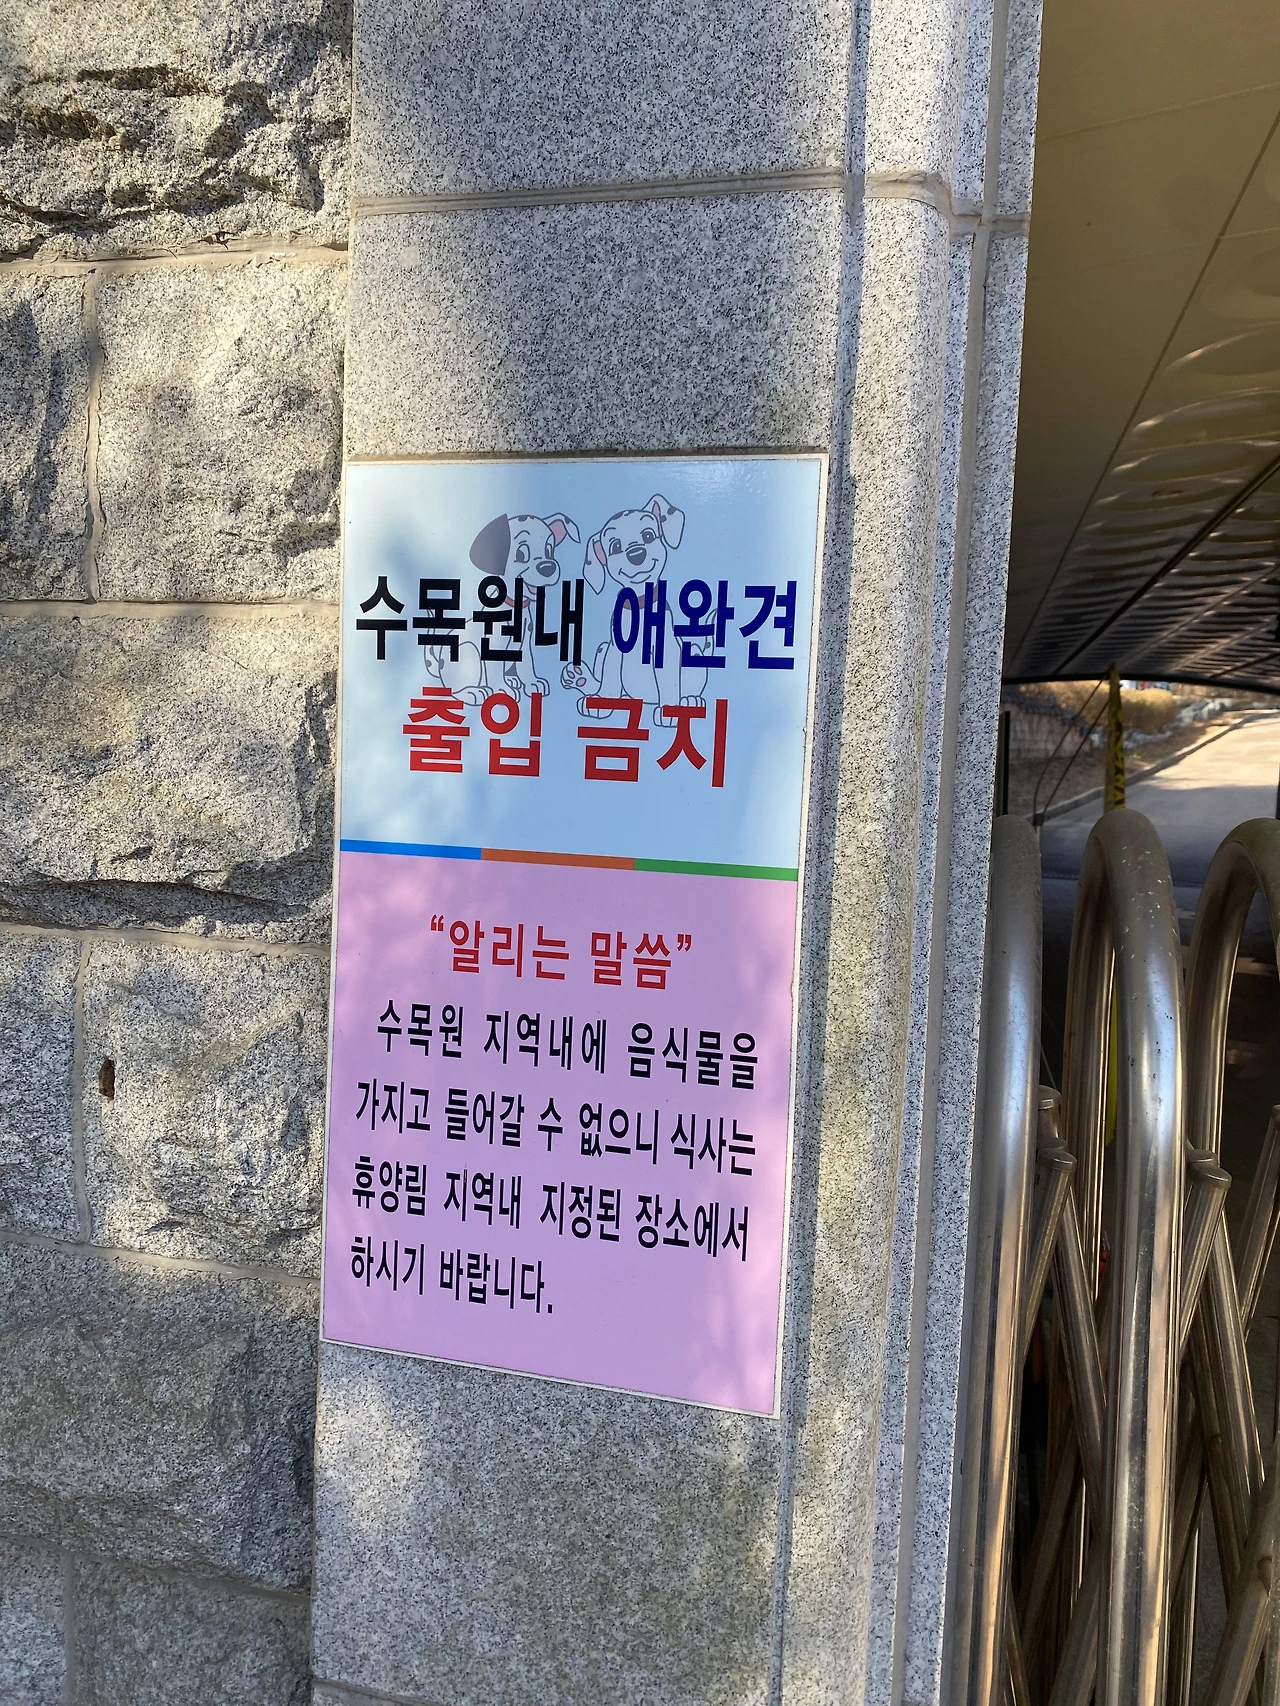 수목원내 애완견
출입 금지
“알리는 말씀”
수목원 지역내에 음식물을
가지고 들어갈 수 없으니 식사는
휴양림 지역내 지정된 장소에서
하시기 바랍니다.